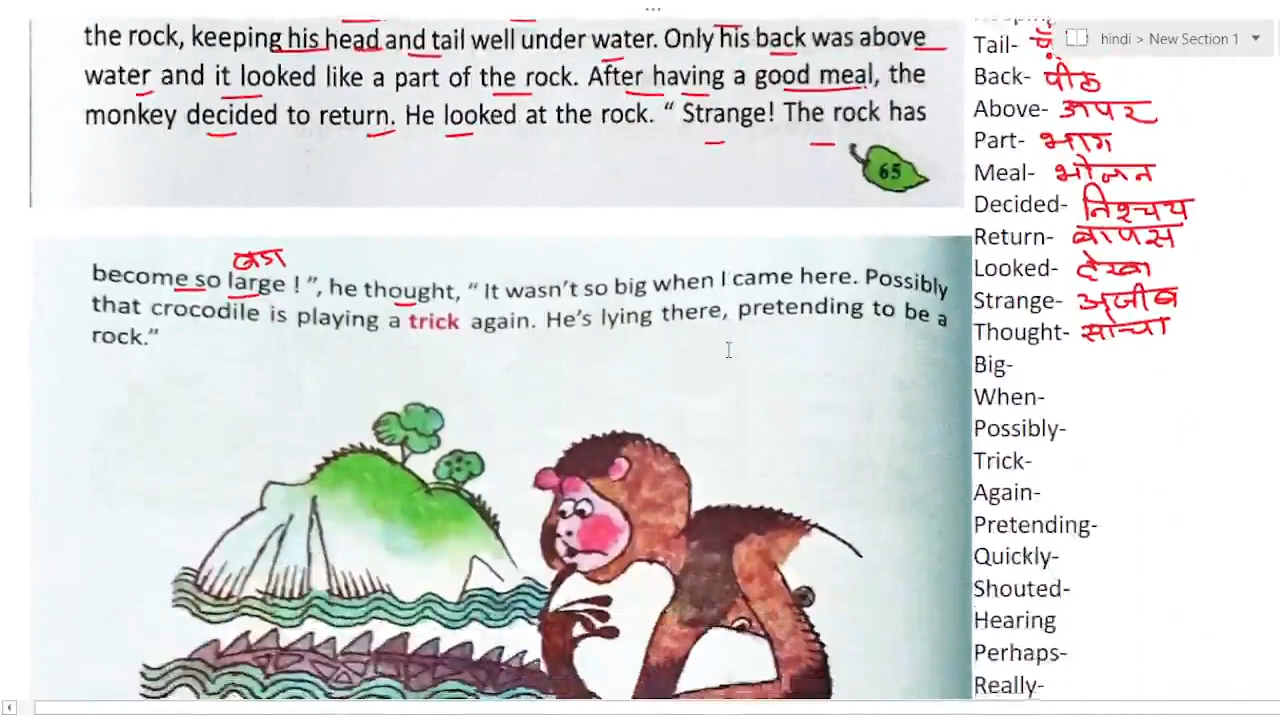 the rock, keeping his head and tail well under water. Only his back was above
water and it looked like a part of the rock. After having a good meal, the
monkey decided to return. He looked at the rock. “ Strange! The rock has
65
बड़ा
become so large ! ”, he thought, “ It wasn’t so big when I came here. Possibly
that crocodile is playing a trick again. He’s lying there, pretending to be a
rock.”
hindi > New Section 1
Tail-
Back- पीठ
Above- ऊपर
Part- भाग
Meal- भोजन
Decided- निश्चय
Return- वापस
Looked- देखा
Strange- अजीब
Thought- सोचा
Big-
When-
Possibly-
Trick-
Again-
Pretending-
Quickly-
Shouted-
Hearing
Perhaps-
Really-